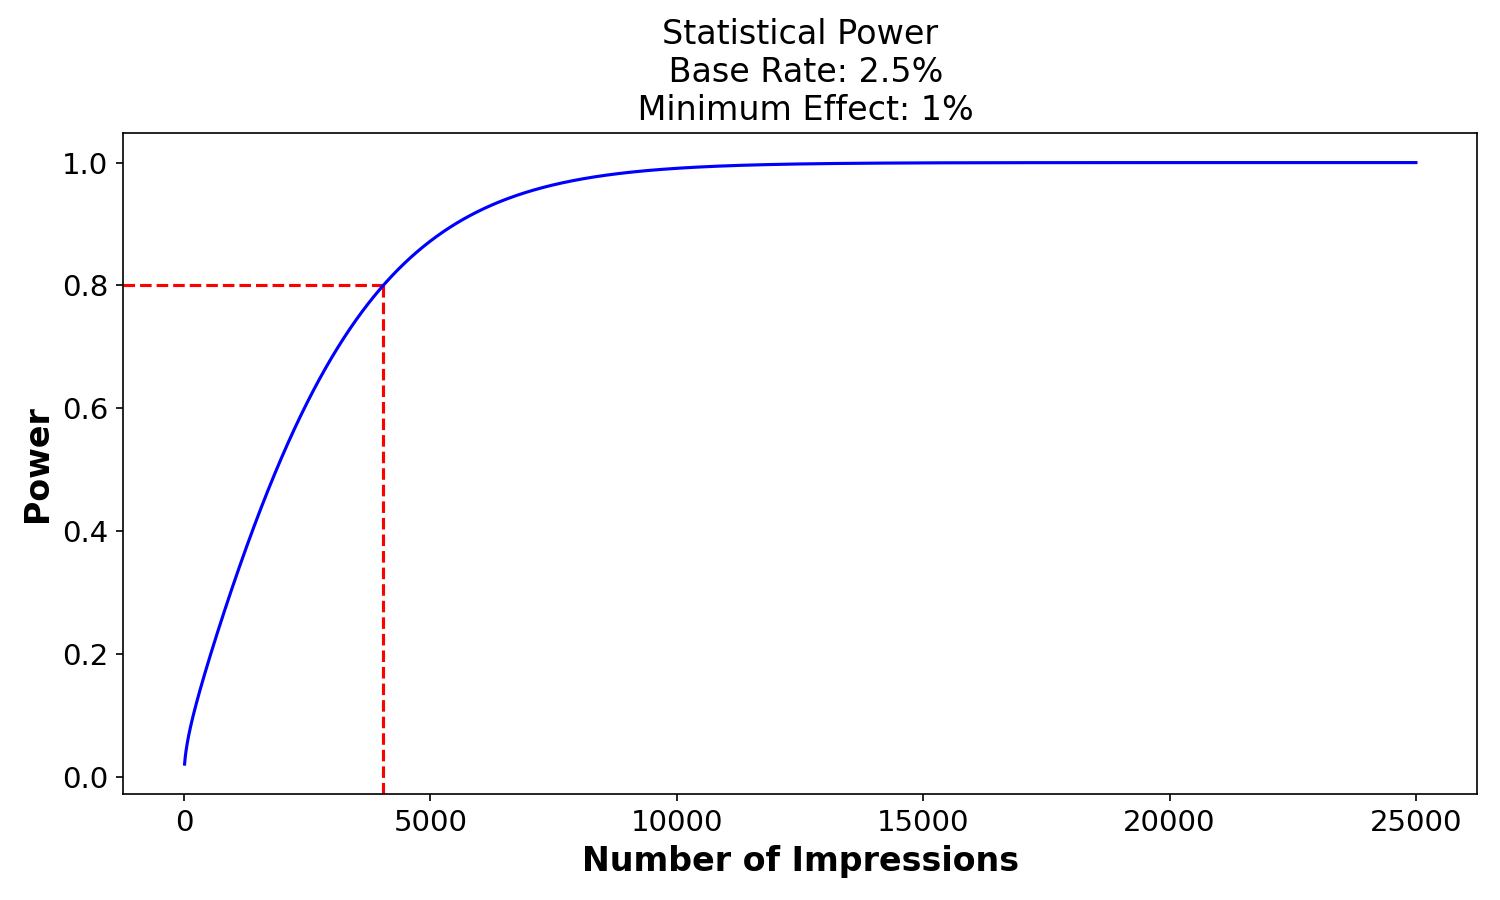 Statistical Power
Base Rate: 2.5%
Minimum Effect: 1%
1.0
0.8
0.6
0.4
0.2
0.0
Power
0 5000 10000 15000 20000 25000
Number of Impressions